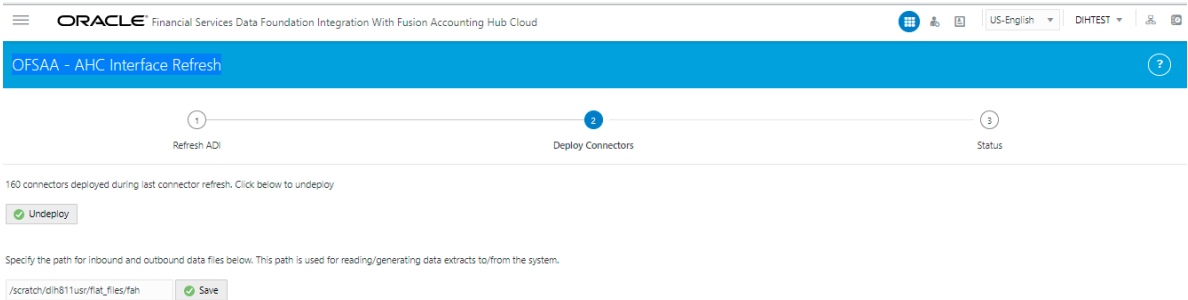 ORACLE® Financial Services Data Foundation Integration With Fusion Accounting Hub Cloud US-English DIHTEST
OFSAA - AHC Interface Refresh ?
1 2 3
Refresh ADI Deploy Connectors Status
160 connectors deployed during last connector refresh. Click below to undeploy
Undeploy
Specify the path for inbound and outbound data files below. This path is used for reading/generating data extracts to/from the system.
/scratch/dih811usr/flat_files/fah Save